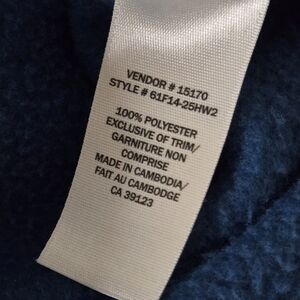 VENDOR # 15170
STYLE # 61F14-25HW2
100% POLYESTER
EXCLUSIVE OF TRIM/
GARNITURE NON
COMPRISE
MADE IN CAMBODIA/
FAIT AU CAMBODGE
CA 39123